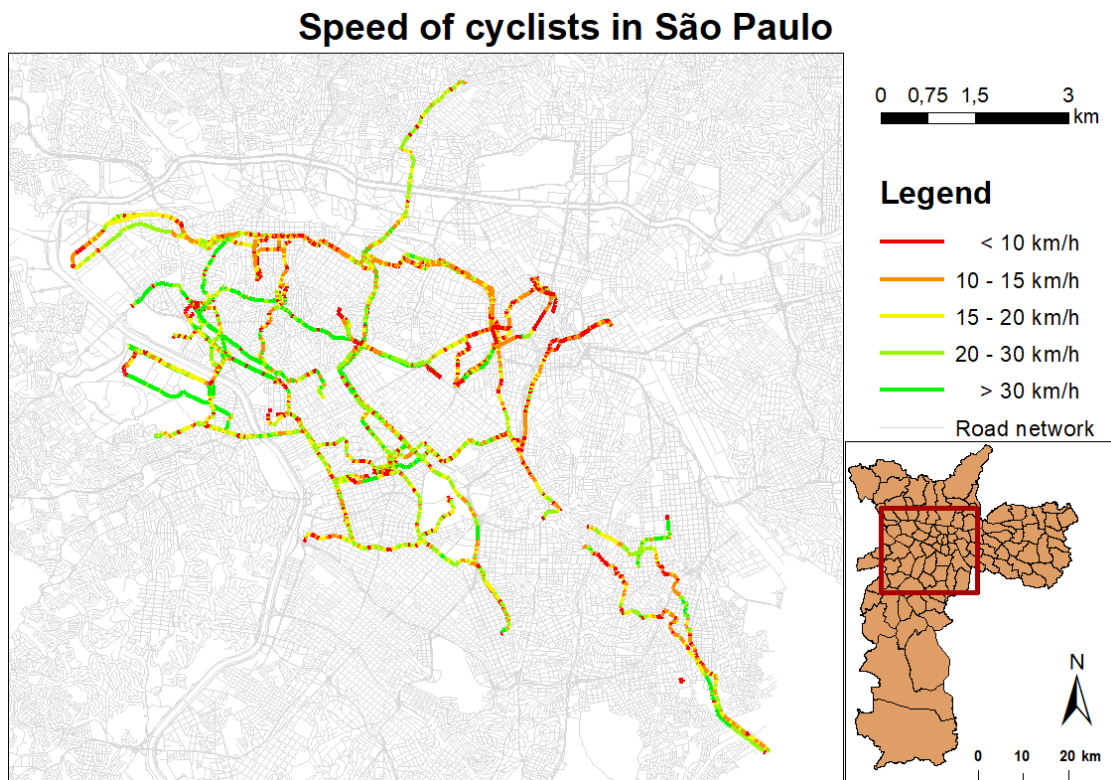 Speed of cyclists in São Paulo
0 0,75 1,5 3
km
Legend
< 10 km/h
10 - 15 km/h
15 - 20 km/h
20 - 30 km/h
> 30 km/h
Road network
N
0 10 20 km